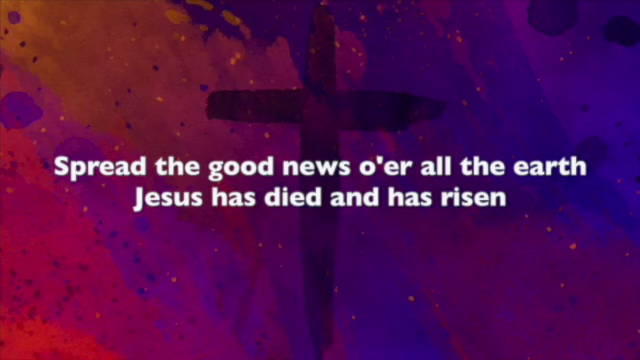 Spread the good news o'er all the earth
Jesus has died and has risen